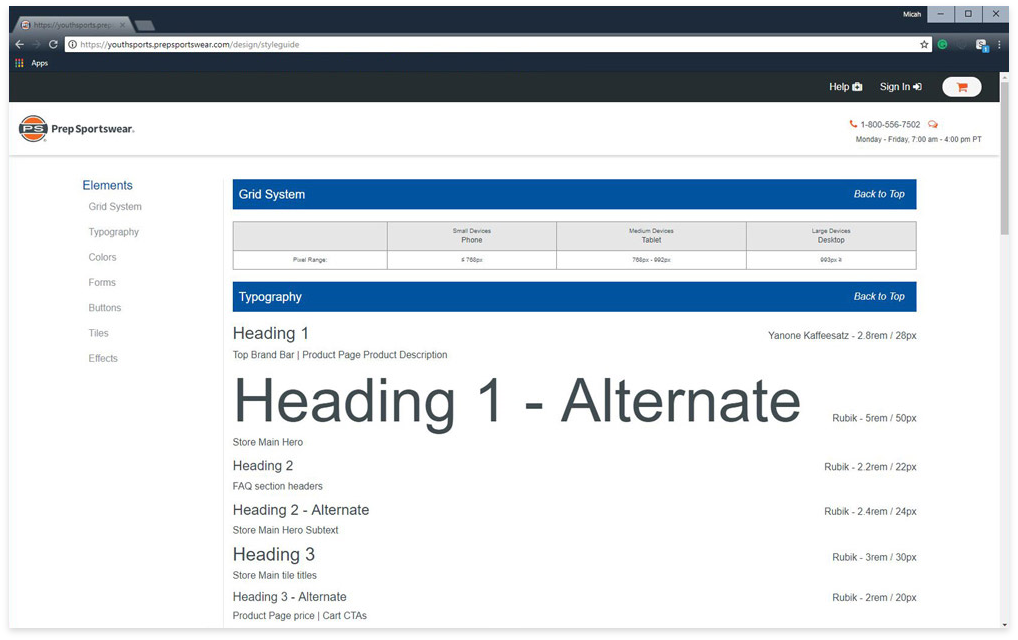 Micah
https://youthsports.prep
https://youthsports.prepsportswear.com/design/styleguide
Apps
Help Sign In
PS Prep Sportswear.
1-800-556-7502
Monday - Friday, 7:00 am - 4:00 pm PT
Elements
Grid System
Typography
Colors
Forms
Buttons
Tiles
Effects
Grid System Back to Top
Small Devices Medium Devices Large Devices
Phone Tablet Desktop
Pixel Range: ≤ 768px 768px - 992px 993px ≥
Typography Back to Top
Heading 1 Yanone Kaffeesatz - 2.8rem / 28px
Top Brand Bar | Product Page Product Description
Heading 1 - Alternate Rubik - 5rem / 50px
Store Main Hero
Heading 2 Rubik - 2.2rem / 22px
FAQ section headers
Heading 2 - Alternate Rubik - 2.4rem / 24px
Store Main Hero Subtext
Heading 3 Rubik - 3rem / 30px
Store Main tile titles
Heading 3 - Alternate Rubik - 2rem / 20px
Product Page price | Cart CTAs